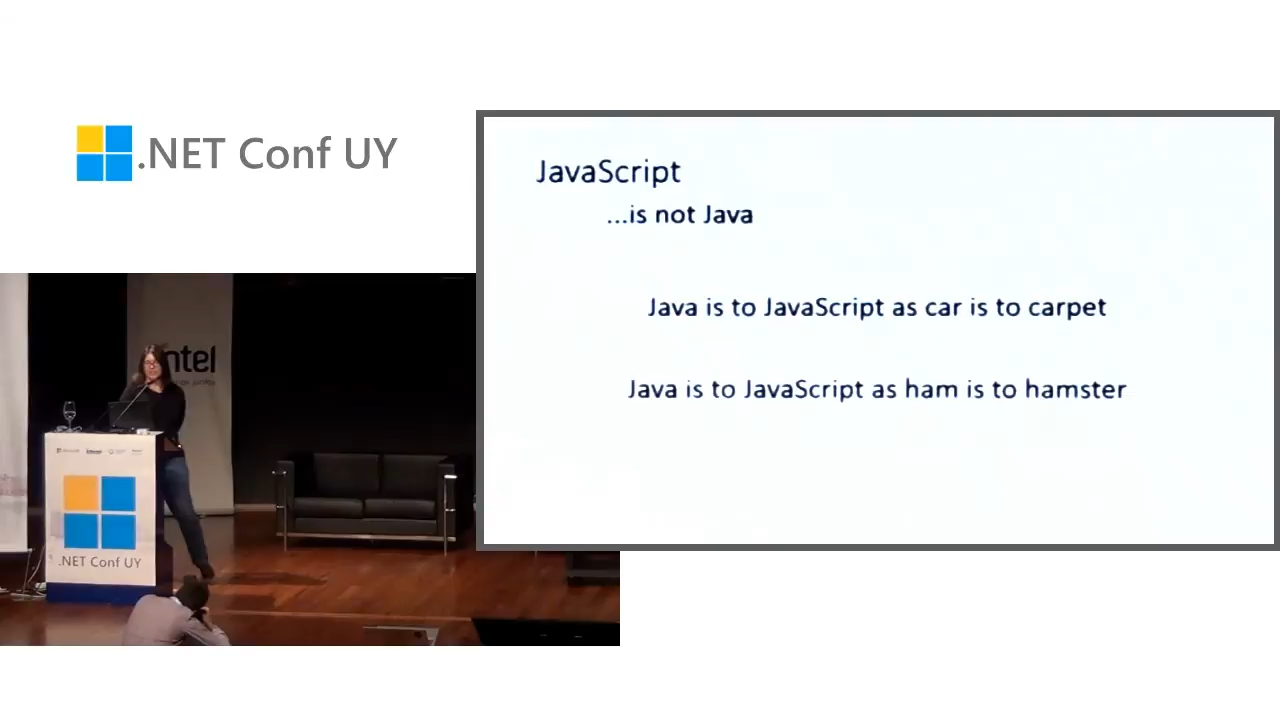 .NET Conf UY
JavaScript
...is not Java
Java is to JavaScript as car is to carpet
Java is to JavaScript as ham is to hamster
intel
.NET Conf UY